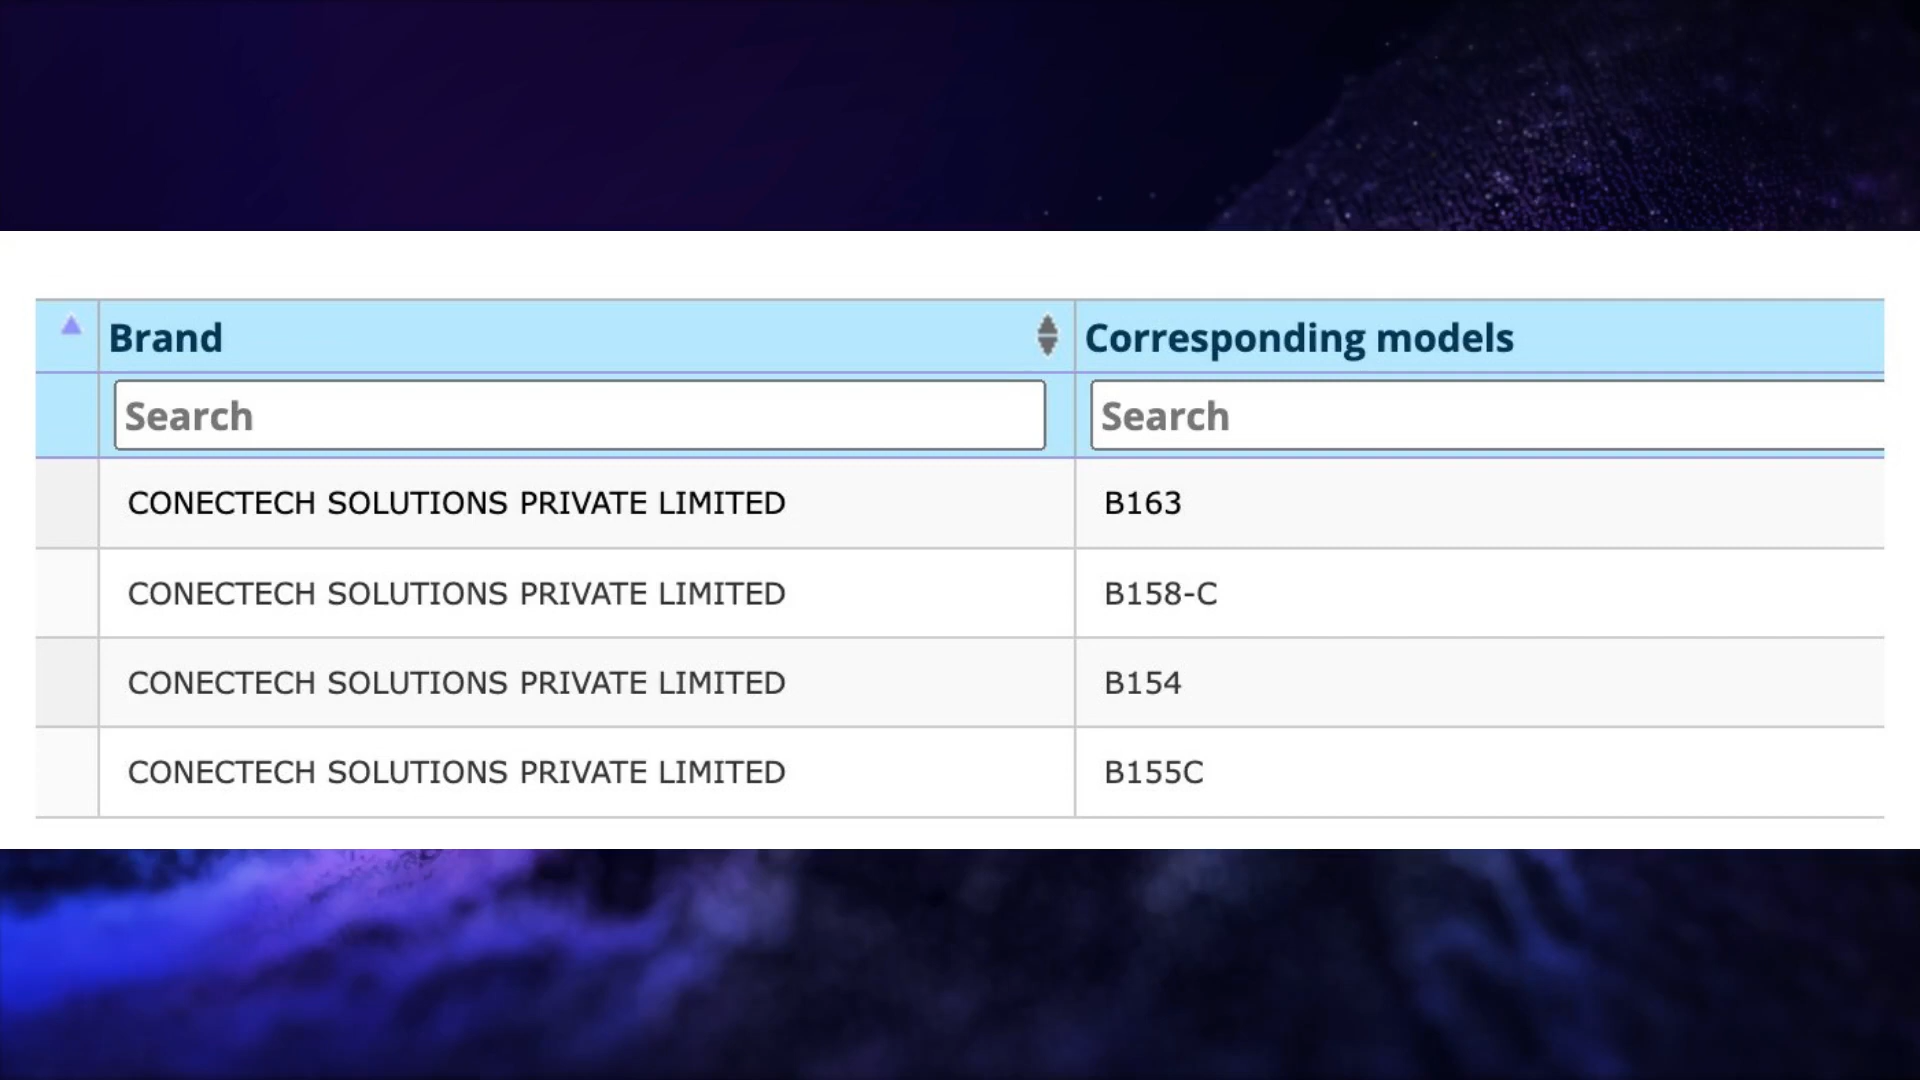 Brand Corresponding models
Search Search
CONECTECH SOLUTIONS PRIVATE LIMITED B163
CONECTECH SOLUTIONS PRIVATE LIMITED B158-C
CONECTECH SOLUTIONS PRIVATE LIMITED B154
CONECTECH SOLUTIONS PRIVATE LIMITED B155C